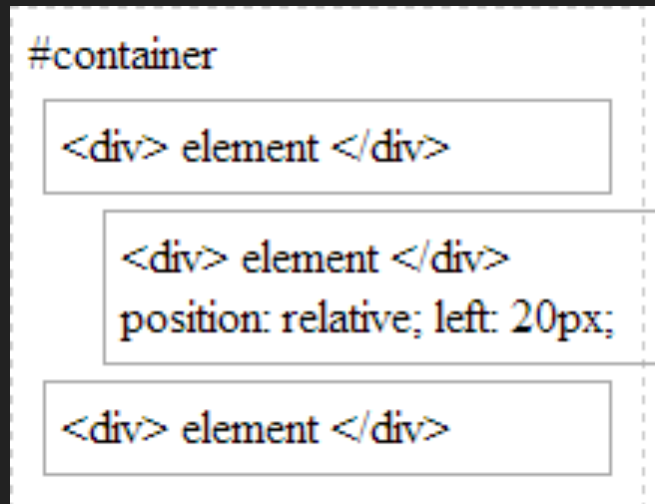 #container
<div> element </div>
<div> element </div>
position: relative; left: 20px;
<div> element </div>